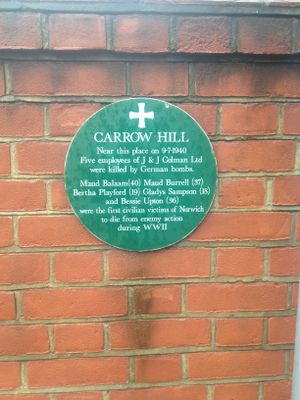 CARROW HILL
Near this place on 9·7·1940
Five employees of J & J Colman Ltd
were killed by German bombs.
Maud Balaam(40) Maud Burrell (37)
Bertha Playford (19) Gladys Sampson (18)
and Bessie Upton (36)
were the first civilian victims of Norwich
to die from enemy action
during WWII